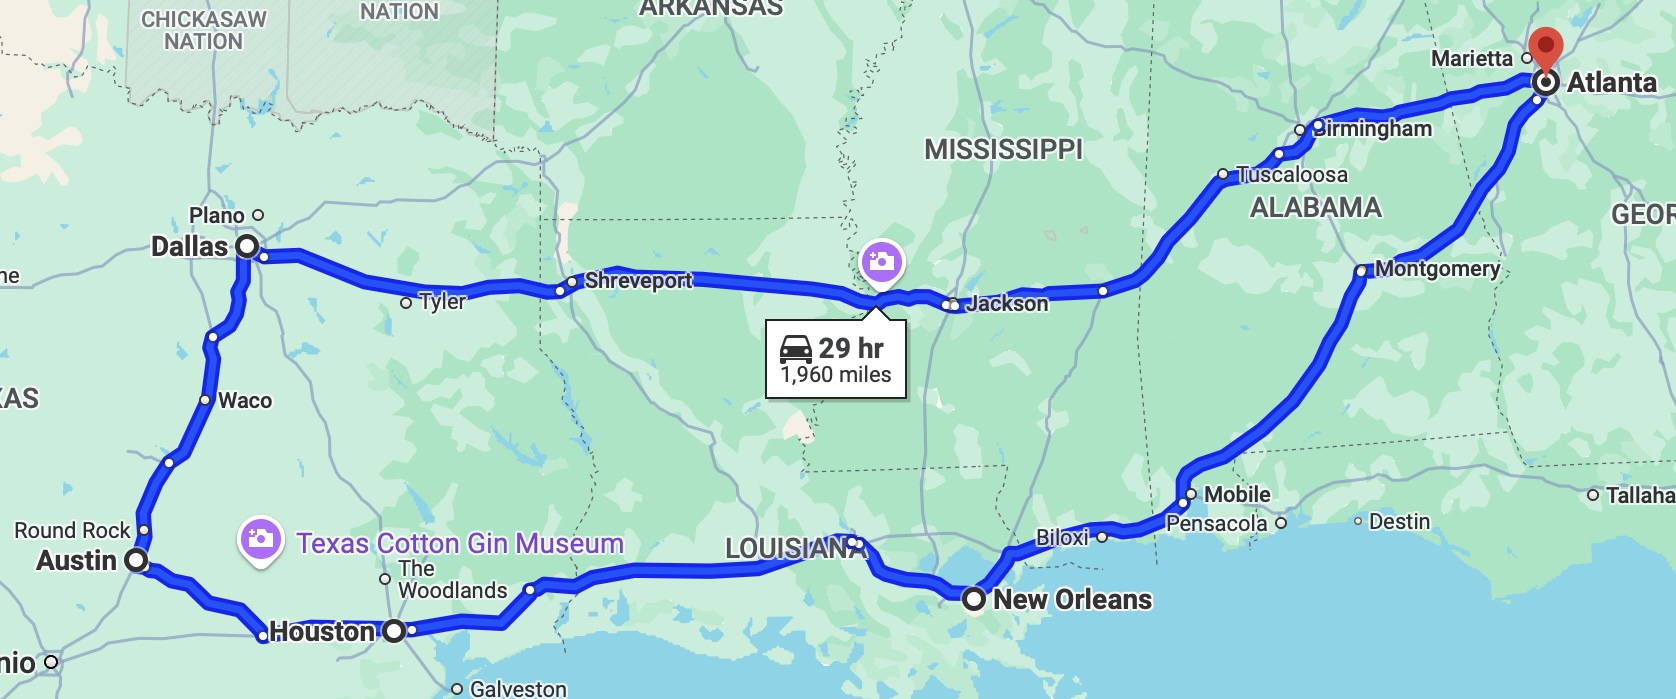 ARKANSAS
CHICKASAW
NATION
NATION
Marietta
Atlanta
MISSISSIPPI
Birmingham
Tuscaloosa
ALABAMA
GEOR
Plano
Dallas
ne
Shreveport
Tyler
Jackson
Montgomery
29 hr
1,960 miles
XAS
Waco
Mobile
Tallaha
Pensacola
Destin
Round Rock
Biloxi
Texas Cotton Gin Museum
LOUISIANA
Austin
The
Woodlands
New Orleans
Houston
nio
Galveston